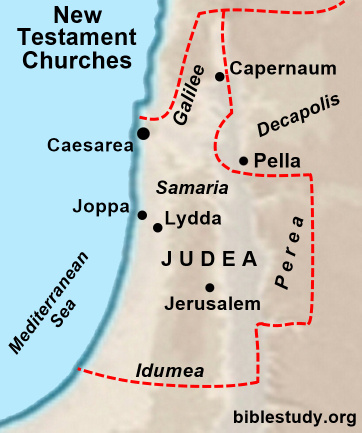 New
Testament
Churches
Capernaum
Galilee
Decapolis
Caesarea
Pella
Samaria
Joppa
Lydda
JUDEA
Perea
Jerusalem
Mediterranean
Sea
Idumea
biblestudy.org